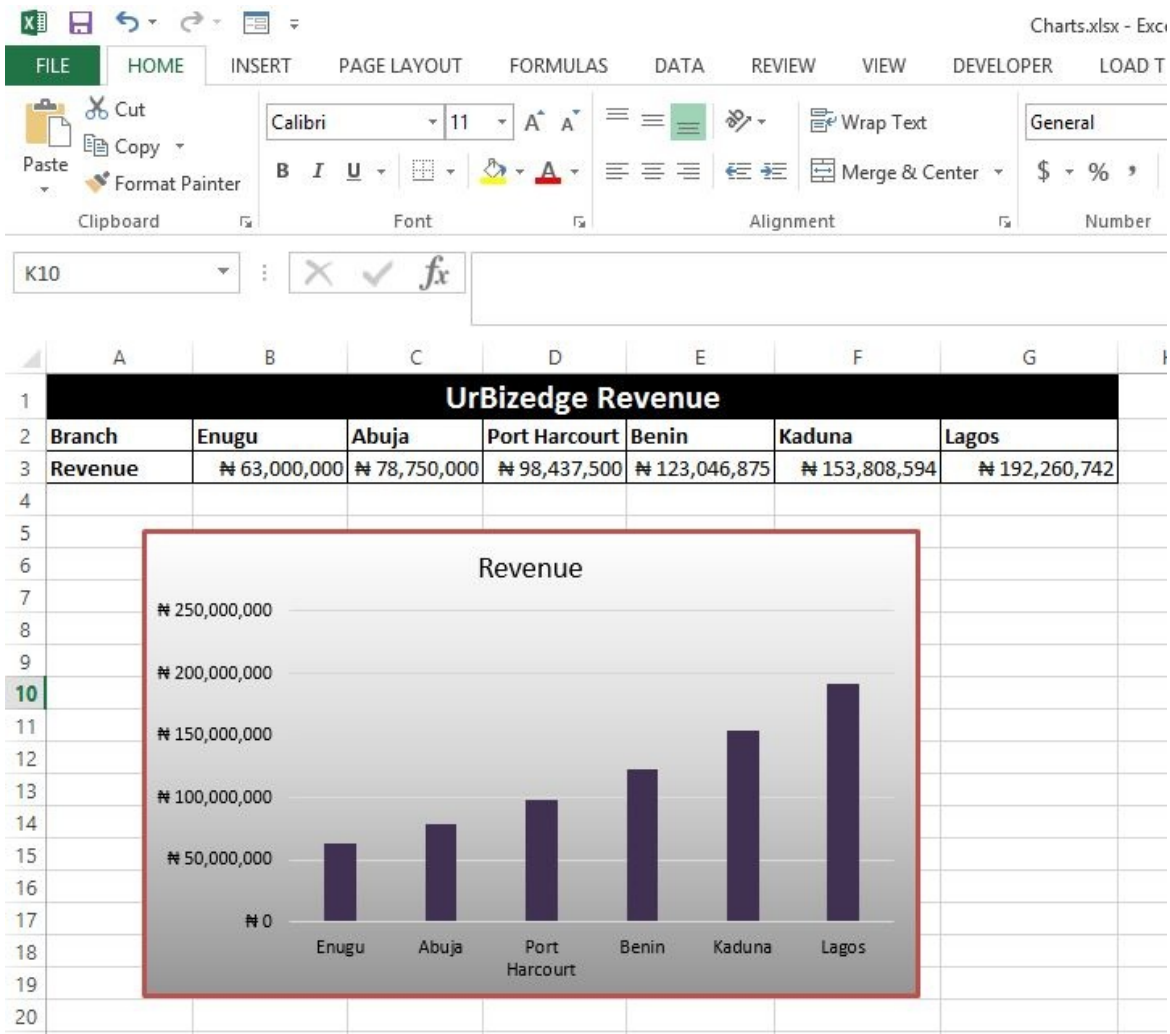 Charts.xlsx - Exc
FILE HOME INSERT PAGE LAYOUT FORMULAS DATA REVIEW VIEW DEVELOPER LOAD T
Cut
Copy
Format Painter
Paste
Calibri 11 A A
Wrap Text
General
B I U A
Merge & Center
$ % ,
Clipboard Font Alignment Number
K10 fx
A B C D E F G
1 UrBizedge Revenue
2 Branch Enugu Abuja Port Harcourt Benin Kaduna Lagos
3 Revenue ₦ 63,000,000 ₦ 78,750,000 ₦ 98,437,500 ₦ 123,046,875 ₦ 153,808,594 ₦ 192,260,742
4
5
6
7
8
9
10
11
12
13
14
15
16
17
18
19
20
Revenue
₦ 250,000,000
₦ 200,000,000
₦ 150,000,000
₦ 100,000,000
₦ 50,000,000
₦ 0
Enugu Abuja Port Benin Kaduna Lagos
Harcourt